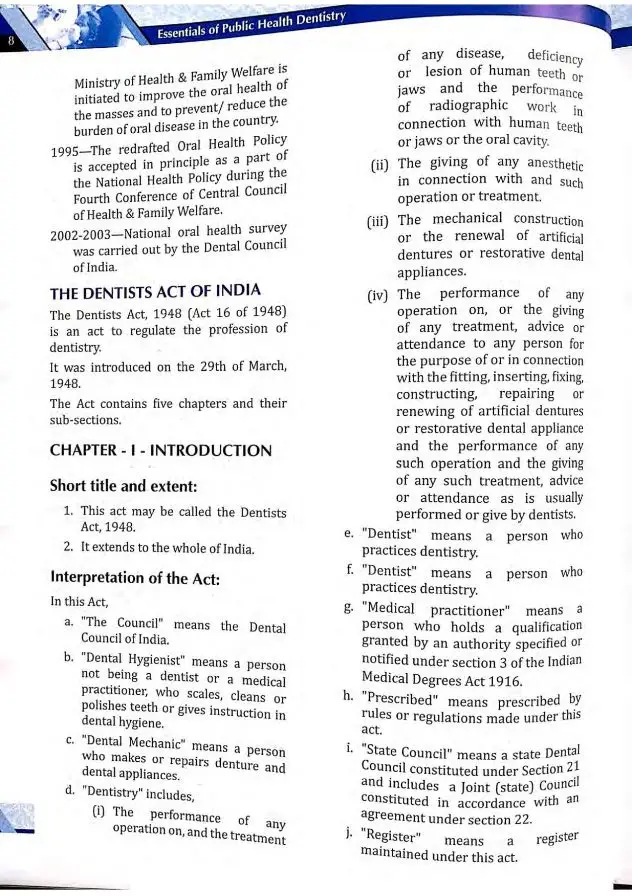 8
Essentials of Public Health Dentistry
Ministry of Health & Family Welfare is
initiated to improve the oral health of
the masses and to prevent/ reduce the
burden of oral disease in the country.
1995—The redrafted Oral Health Policy
is accepted in principle as a part of
the National Health Policy during the
Fourth Conference of Central Council
of Health & Family Welfare.
2002-2003—National oral health survey
was carried out by the Dental Council
of India.
THE DENTISTS ACT OF INDIA
The Dentists Act, 1948 (Act 16 of 1948)
is an act to regulate the profession of
dentistry.
It was introduced on the 29th of March,
1948.
The Act contains five chapters and their
sub-sections.
CHAPTER - I - INTRODUCTION
Short title and extent:
1. This act may be called the Dentists
Act, 1948.
2. It extends to the whole of India.
Interpretation of the Act:
In this Act,
a. "The Council" means the Dental
Council of India.
b. "Dental Hygienist" means a person
not being a dentist or a medical
practitioner, who scales, cleans or
polishes teeth or gives instruction in
dental hygiene.
c. "Dental Mechanic" means a person
who makes or repairs denture and
dental appliances.
d. "Dentistry" includes,
(i) The performance of any
operation on, and the treatment
of any disease, deficiency
or lesion of human teeth or
jaws and the performance
of radiographic work in
connection with human teeth
or jaws or the oral cavity.
(ii) The giving of any anesthetic
in connection with and such
operation or treatment.
(iii) The mechanical construction
or the renewal of artificial
dentures or restorative dental
appliances.
(iv) The performance of any
operation on, or the giving
of any treatment, advice or
attendance to any person for
the purpose of or in connection
with the fitting, inserting, fixing,
constructing, repairing or
renewing of artificial dentures
or restorative dental appliance
and the performance of any
such operation and the giving
of any such treatment, advice
or attendance as is usually
performed or give by dentists.
e. "Dentist" means a person who
practices dentistry.
f. "Dentist" means a person who
practices dentistry.
g. "Medical practitioner" means a
person who holds a qualification
granted by an authority specified or
notified under section 3 of the Indian
Medical Degrees Act 1916.
h. "Prescribed" means prescribed by
rules or regulations made under this
act.
i. "State Council" means a state Dental
Council constituted under Section 21
and includes a Joint (state) Council
constituted in accordance with an
agreement under section 22.
j. "Register" means a register
maintained under this act.